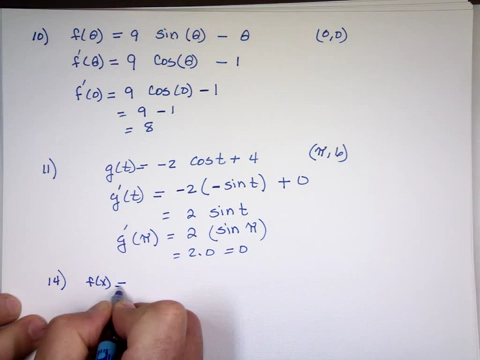 10) f(θ) = 9 sin(θ) - θ (0,0)
f'(θ) = 9 cos(θ) - 1
f'(0) = 9 cos(0) - 1
= 9 - 1
= 8
11) g(t) = -2 cost + 4 (π, 6)
g'(t) = -2(-sint) + 0
= 2 sint
g'(π) = 2 (sin π)
= 2.0 = 0
14) f(x) =